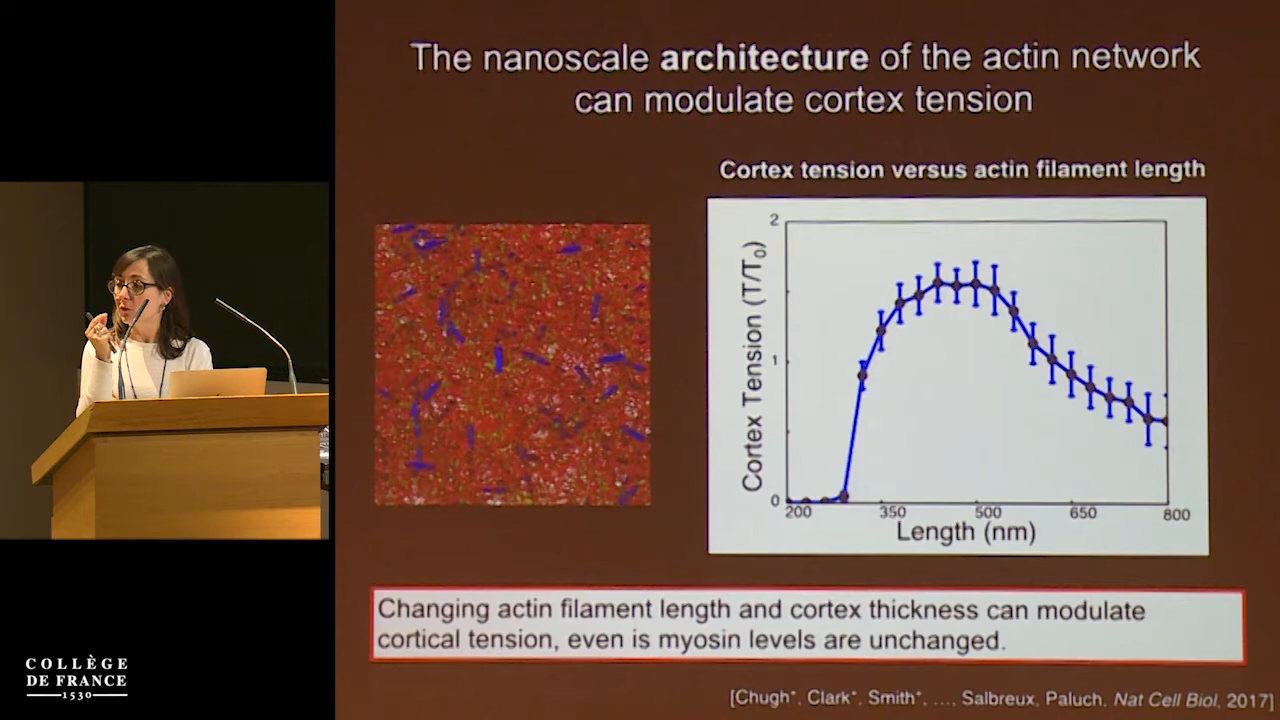 The nanoscale architecture of the actin network
can modulate cortex tension
Cortex tension versus actin filament length
Cortex Tension (T/T0)
2
1
0
200 350 500 650 800
Length (nm)
Changing actin filament length and cortex thickness can modulate
cortical tension, even is myosin levels are unchanged.
[Chugh*, Clark*, Smith*, ..., Salbreux, Paluch, Nat Cell Biol, 2017]
COLLÈGE
DE FRANCE
1530